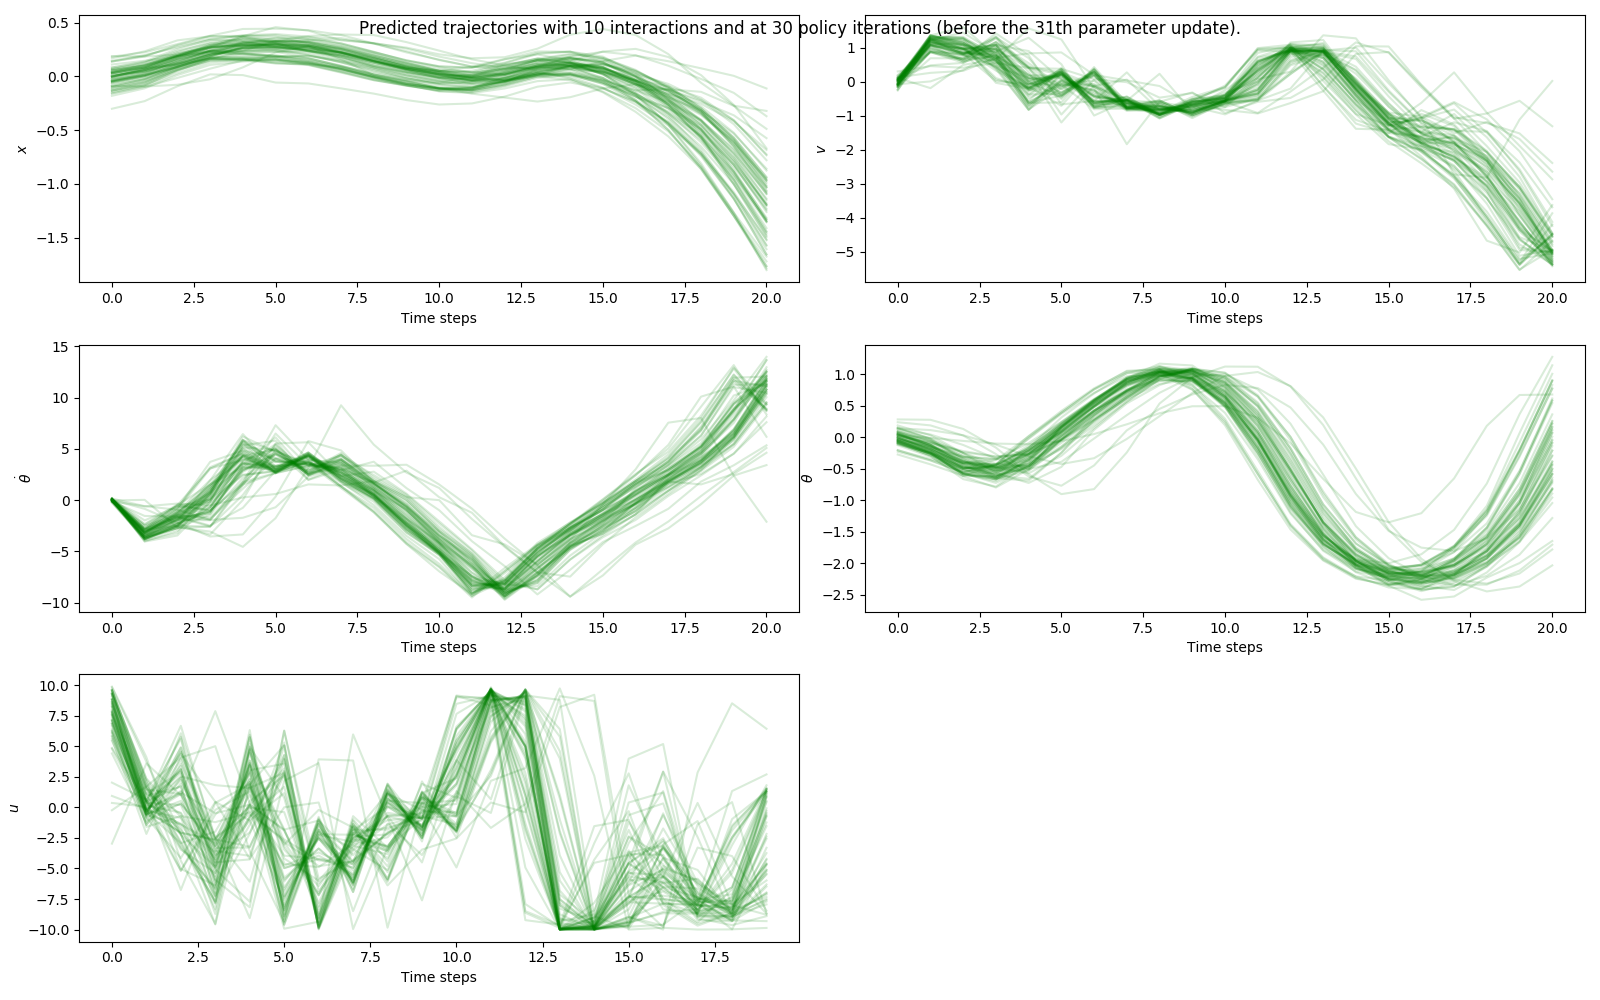 Predicted trajectories with 10 interactions and at 30 policy iterations (before the 31th parameter update).
0.5
0.0
−0.5
−1.0
−1.5
x
0.0 2.5 5.0 7.5 10.0 12.5 15.0 17.5 20.0
Time steps
1
0
−1
−2
−3
−4
−5
v
0.0 2.5 5.0 7.5 10.0 12.5 15.0 17.5 20.0
Time steps
15
10
5
0
−5
−10
θ̇
0.0 2.5 5.0 7.5 10.0 12.5 15.0 17.5 20.0
Time steps
1.0
0.5
0.0
−0.5
−1.0
−1.5
−2.0
−2.5
θ
0.0 2.5 5.0 7.5 10.0 12.5 15.0 17.5 20.0
Time steps
10.0
7.5
5.0
2.5
0.0
−2.5
−5.0
−7.5
−10.0
u
0.0 2.5 5.0 7.5 10.0 12.5 15.0 17.5
Time steps